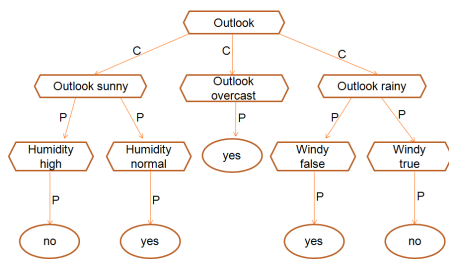 Outlook
C
C
C
Outlook sunny
Outlook
overcast
Outlook rainy
P
P
P
P
P
Humidity
high
Humidity
normal
yes
Windy
false
Windy
true
P
P
P
P
no
yes
yes
no